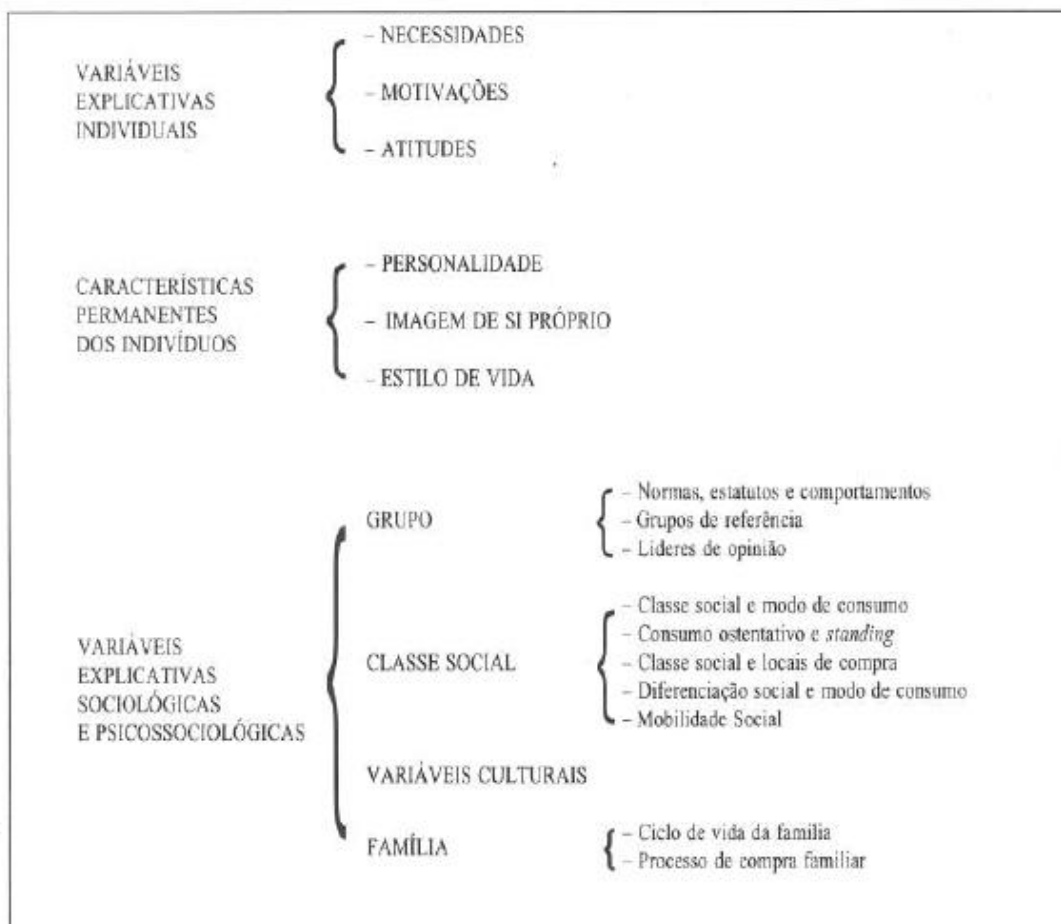 VARIÁVEIS
EXPLICATIVAS
INDIVIDUAIS
– NECESSIDADES
– MOTIVAÇÕES
– ATITUDES
CARACTERÍSTICAS
PERMANENTES
DOS INDIVÍDUOS
– PERSONALIDADE
– IMAGEM DE SI PRÓPRIO
– ESTILO DE VIDA
VARIÁVEIS
EXPLICATIVAS
SOCIOLÓGICAS
E PSICOSSOCIOLÓGICAS
GRUPO
– Normas, estatutos e comportamentos
– Grupos de referência
– Lideres de opinião
CLASSE SOCIAL
– Classe social e modo de consumo
– Consumo ostentativo e standing
– Classe social e locais de compra
– Diferenciação social e modo de consumo
– Mobilidade Social
VARIÁVEIS CULTURAIS
FAMÍLIA
– Ciclo de vida da família
– Processo de compra familiar